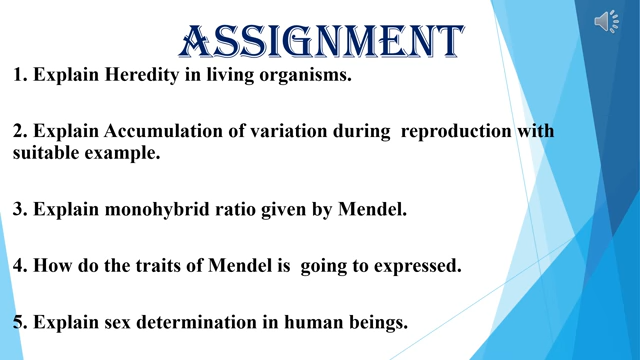 ASSIGNMENT
1. Explain Heredity in living organisms.
2. Explain Accumulation of variation during  reproduction with
suitable example.
3. Explain monohybrid ratio given by Mendel.
4. How do the traits of Mendel is  going to expressed.
5. Explain sex determination in human beings.